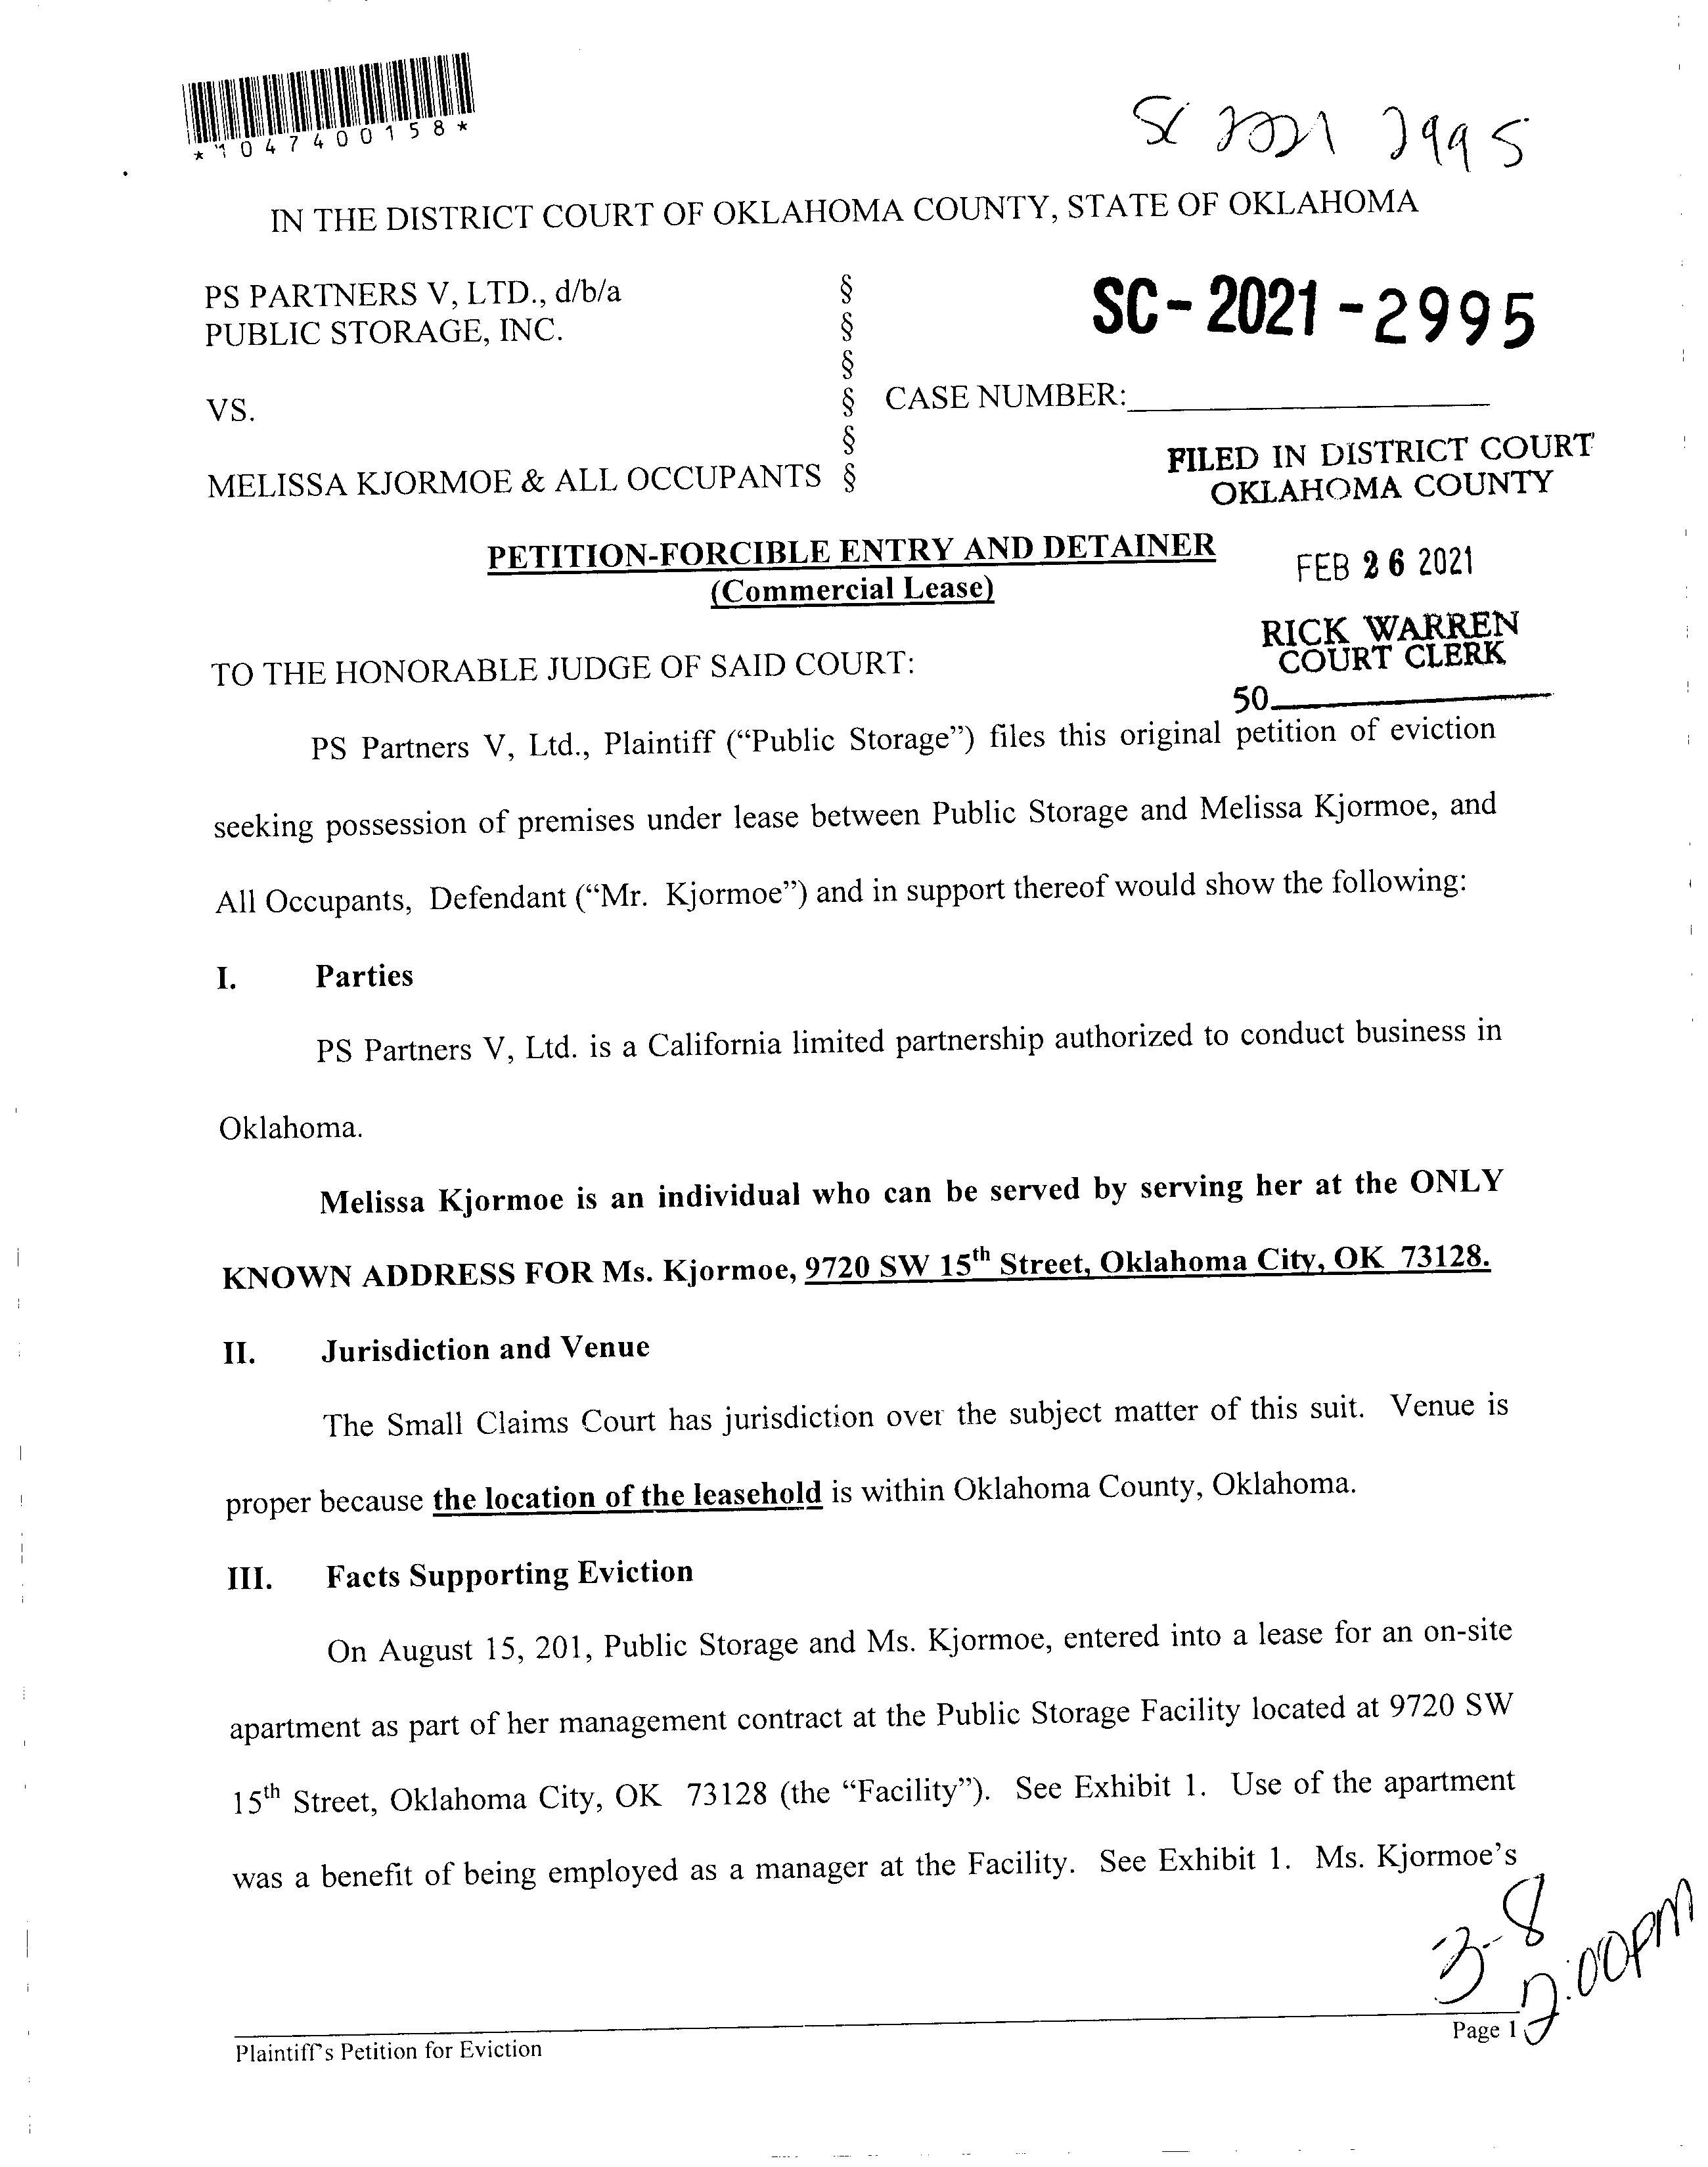 *1047400158*
SC 2021 2995
IN THE DISTRICT COURT OF OKLAHOMA COUNTY, STATE OF OKLAHOMA
PS PARTNERS V, LTD., d/b/a §
PUBLIC STORAGE, INC. §
SC-2021-2995
§
VS. § CASE NUMBER:
§
MELISSA KJORMOE & ALL OCCUPANTS §
FILED IN DISTRICT COURT
OKLAHOMA COUNTY
PETITION-FORCIBLE ENTRY AND DETAINER
(Commercial Lease)
FEB 26 2021
RICK WARREN
COURT CLERK
50
TO THE HONORABLE JUDGE OF SAID COURT:
PS Partners V, Ltd., Plaintiff (“Public Storage”) files this original petition of eviction
seeking possession of premises under lease between Public Storage and Melissa Kjormoe, and
All Occupants, Defendant (“Mr. Kjormoe”) and in support thereof would show the following:
I. Parties
PS Partners V, Ltd. is a California limited partnership authorized to conduct business in
Oklahoma.
Melissa Kjormoe is an individual who can be served by serving her at the ONLY
KNOWN ADDRESS FOR Ms. Kjormoe, 9720 SW 15th Street, Oklahoma City, OK 73128.
II. Jurisdiction and Venue
The Small Claims Court has jurisdiction over the subject matter of this suit. Venue is
proper because the location of the leasehold is within Oklahoma County, Oklahoma.
III. Facts Supporting Eviction
On August 15, 201, Public Storage and Ms. Kjormoe, entered into a lease for an on-site
apartment as part of her management contract at the Public Storage Facility located at 9720 SW
15th Street, Oklahoma City, OK 73128 (the “Facility”). See Exhibit 1. Use of the apartment
was a benefit of being employed as a manager at the Facility. See Exhibit 1. Ms. Kjormoe’s
3-8
2:00PM
Plaintiff's Petition for Eviction
Page 1